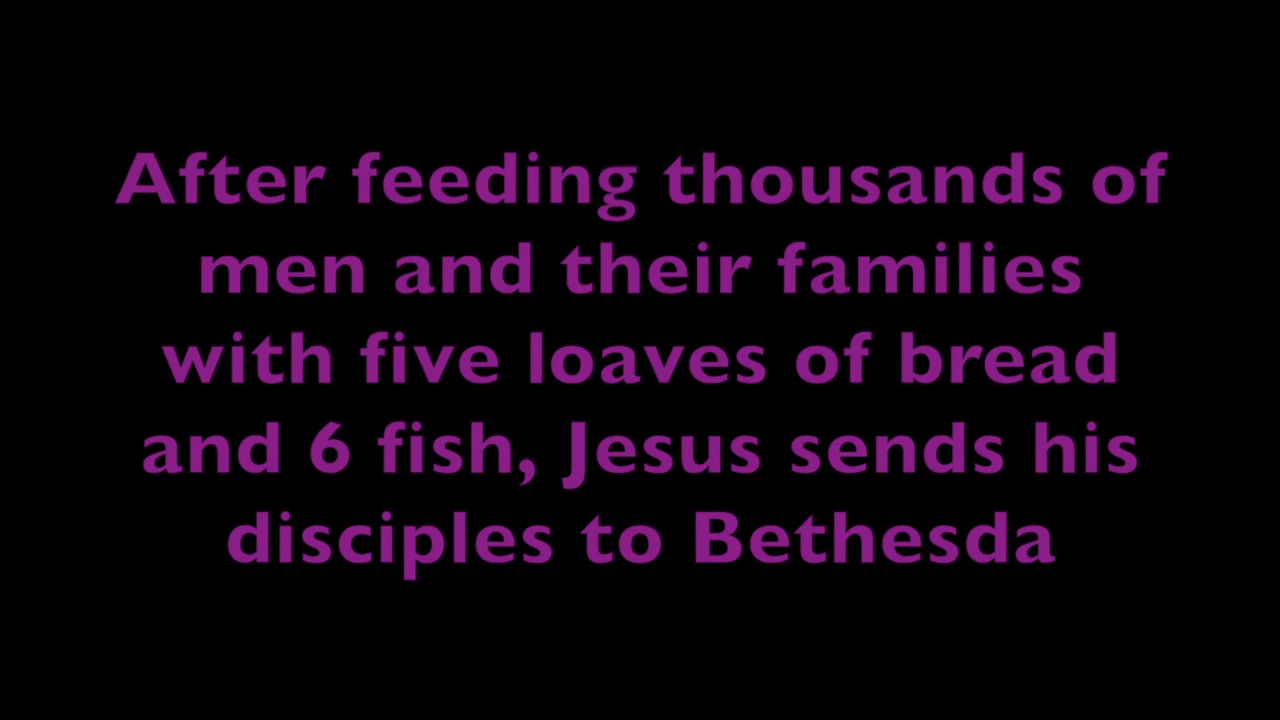 After feeding thousands of
men and their families
with five loaves of bread
and 6 fish, Jesus sends his
disciples to Bethesda